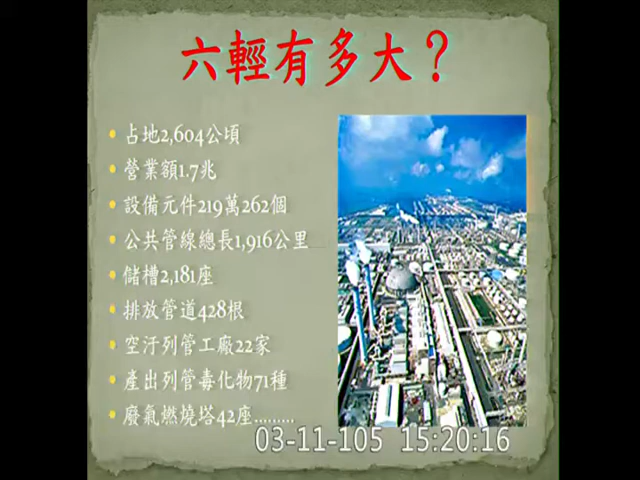 六輕有多大？
占地2,604公頃
營業額1.7兆
設備元件219萬262個
公共管線總長1,916公里
儲槽2,181座
排放管道428根
空汙列管工廠22家
產出列管毒化物71種
廢氣燃燒塔42座.........
03-11-105 15:20:16